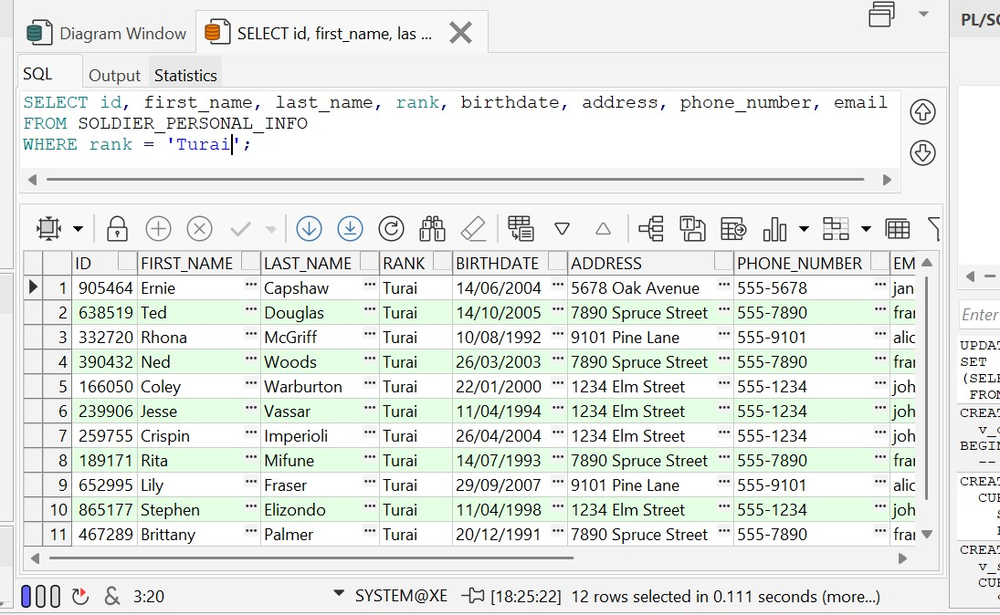 PL/SQ
Diagram Window
SELECT id, first_name, las ...
SQL
Output
Statistics
SELECT id, first_name, last_name, rank, birthdate, address, phone_number, email
FROM SOLDIER_PERSONAL_INFO
WHERE rank = 'Turai';
ID FIRST_NAME LAST_NAME RANK BIRTHDATE ADDRESS PHONE_NUMBER EM
1 905464 Ernie ... Capshaw ... Turai 14/06/2004 ... 5678 Oak Avenue ... 555-5678 ... jan
2 638519 Ted ... Douglas ... Turai 14/10/2005 ... 7890 Spruce Street ... 555-7890 ... fra
3 332720 Rhona ... McGriff ... Turai 10/08/1992 ... 9101 Pine Lane ... 555-9101 ... alic
4 390432 Ned ... Woods ... Turai 26/03/2003 ... 7890 Spruce Street ... 555-7890 ... fra
5 166050 Coley ... Warburton ... Turai 22/01/2000 ... 1234 Elm Street ... 555-1234 ... joh
6 239906 Jesse ... Vassar ... Turai 11/04/1994 ... 1234 Elm Street ... 555-1234 ... joh
7 259755 Crispin ... Imperioli ... Turai 26/04/2004 ... 1234 Elm Street ... 555-1234 ... joh
8 189171 Rita ... Mifune ... Turai 14/07/1993 ... 7890 Spruce Street ... 555-7890 ... fra
9 652995 Lily ... Fraser ... Turai 29/09/2007 ... 9101 Pine Lane ... 555-9101 ... alic
10 865177 Stephen ... Elizondo ... Turai 11/04/1998 ... 1234 Elm Street ... 555-1234 ... joh
11 467289 Brittany ... Palmer ... Turai 20/12/1991 ... 7890 Spruce Street ... 555-7890 ... fra
& 3:20 SYSTEM@XE [18:25:22] 12 rows selected in 0.111 seconds (more...)
Enter
UPDA
SET
(SELE
FROM
CREA
BEGIN
--
CREA
CU
CREA
CU